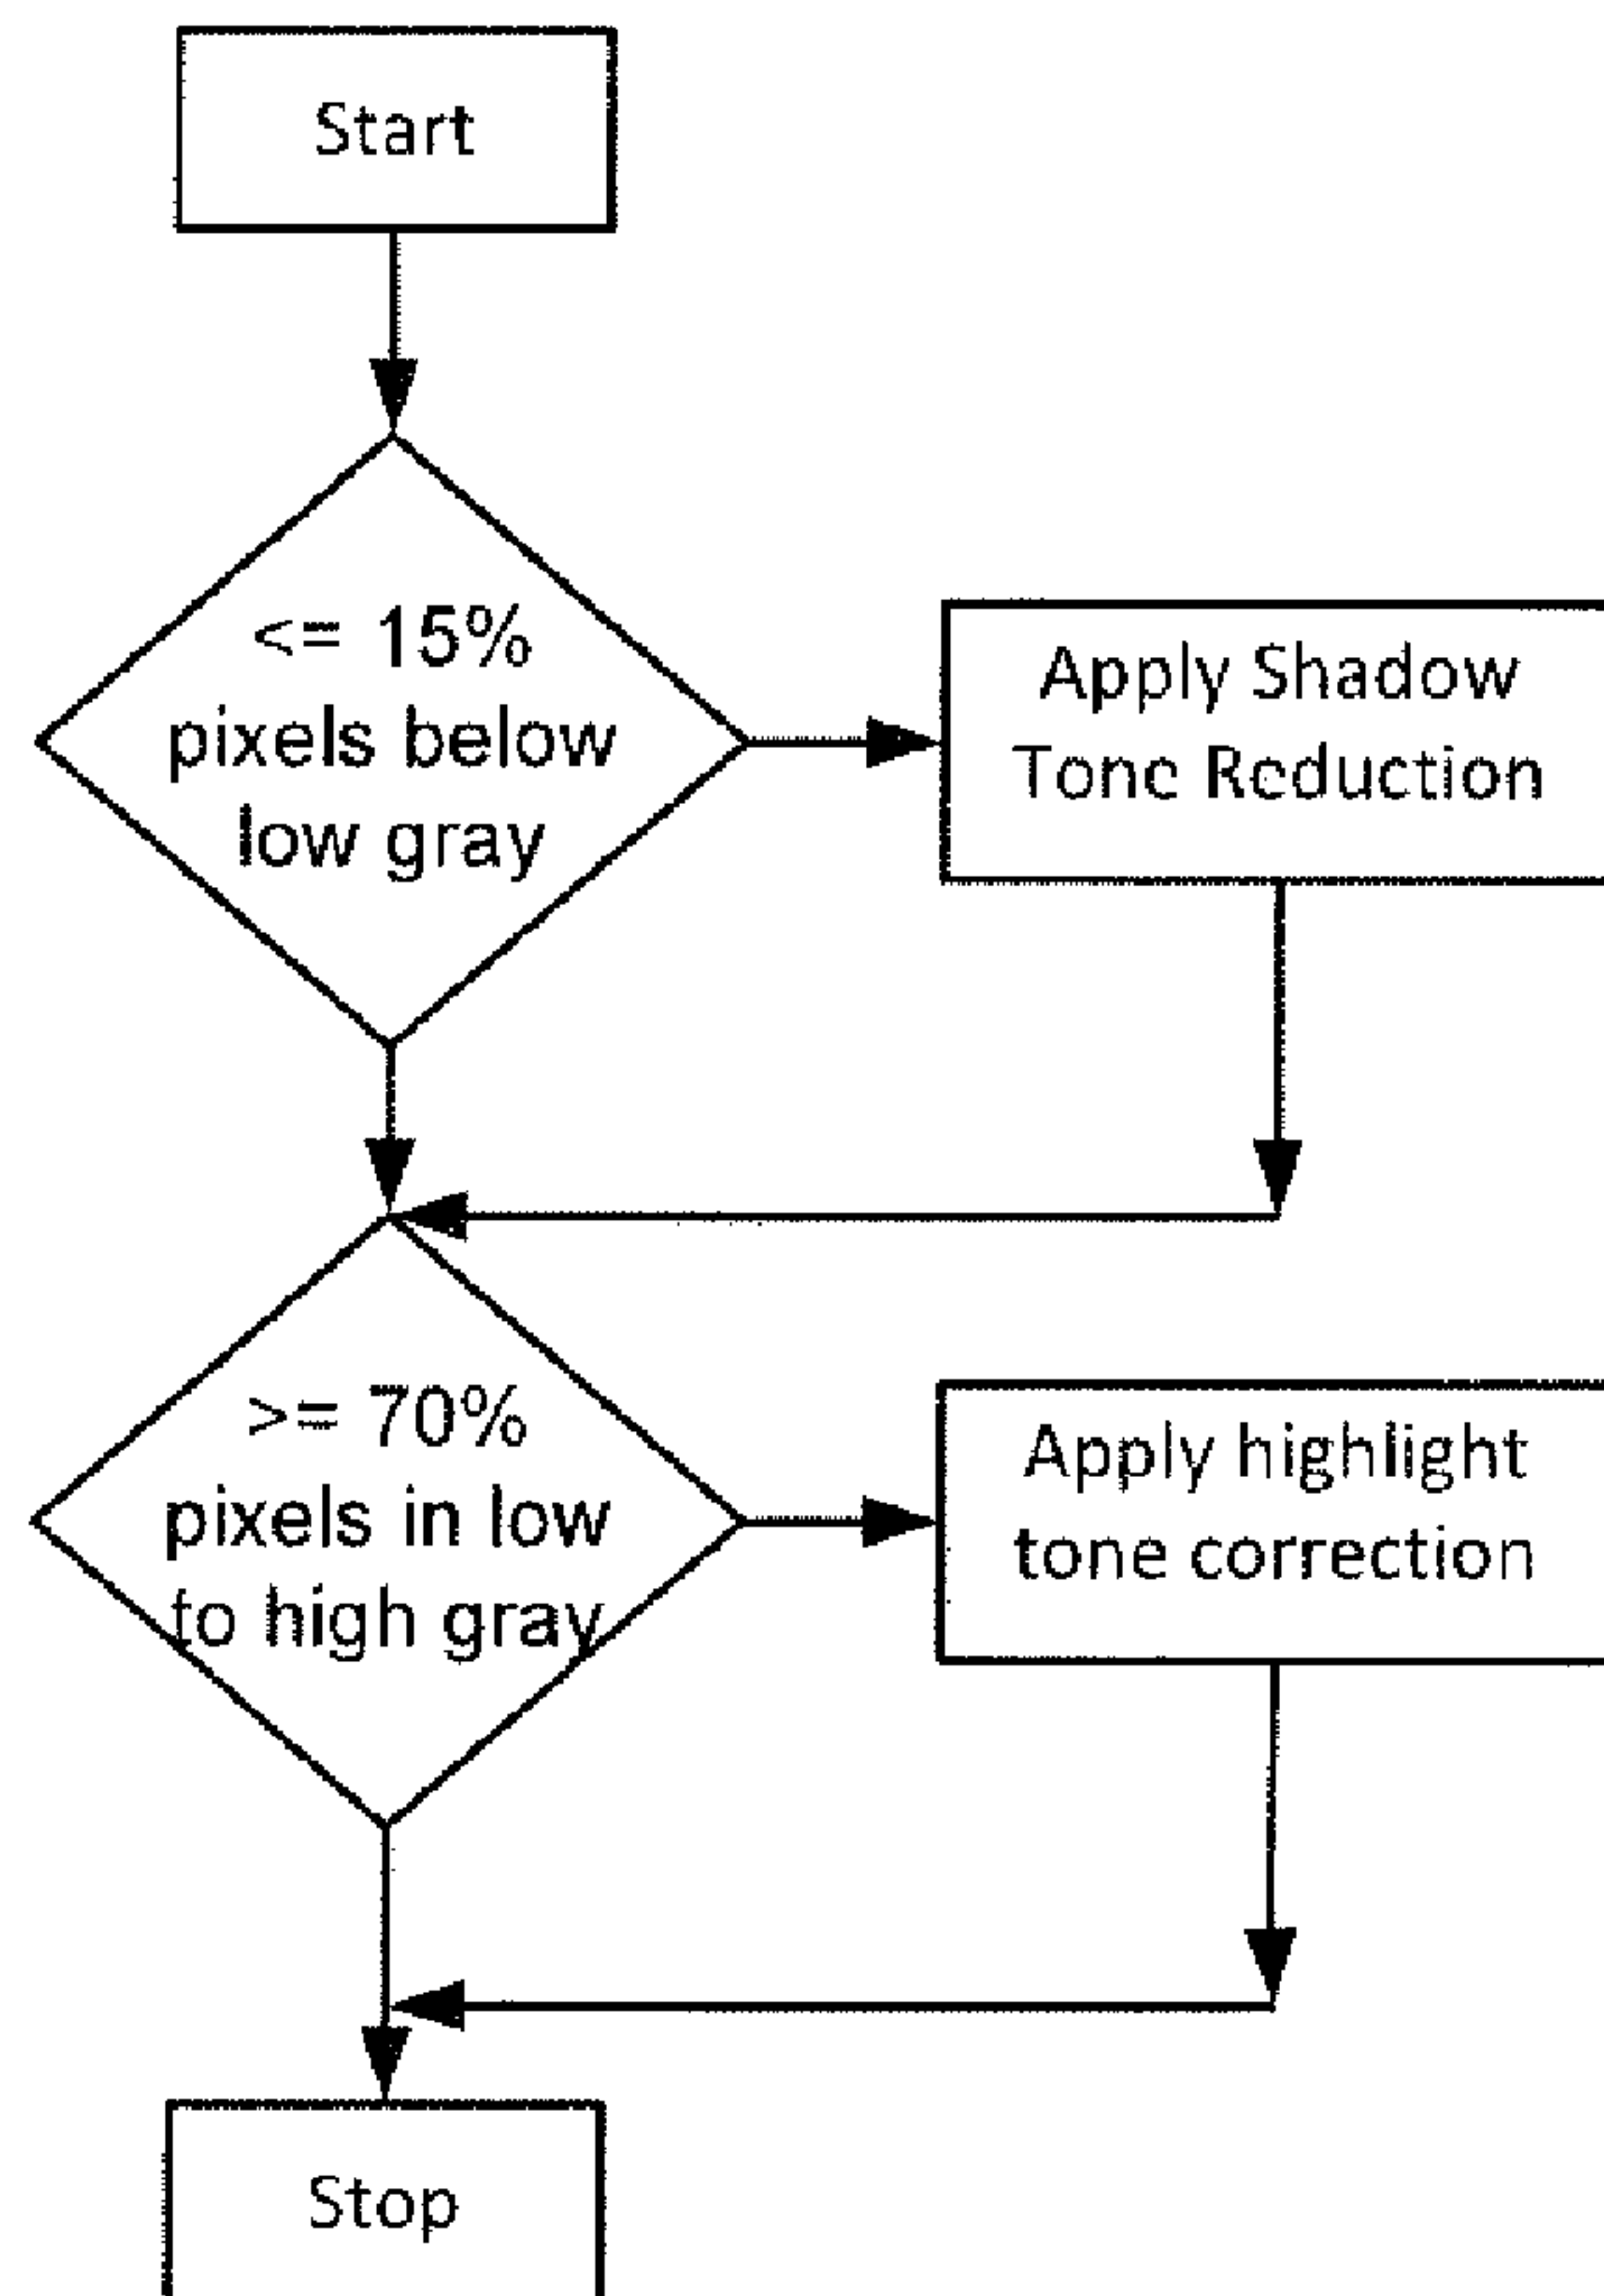 Start
<= 15%
pixels below
low gray
Apply Shadow
Tone Reduction
>= 70%
pixels in low
to high gray
Apply highlight
tone correction
Stop